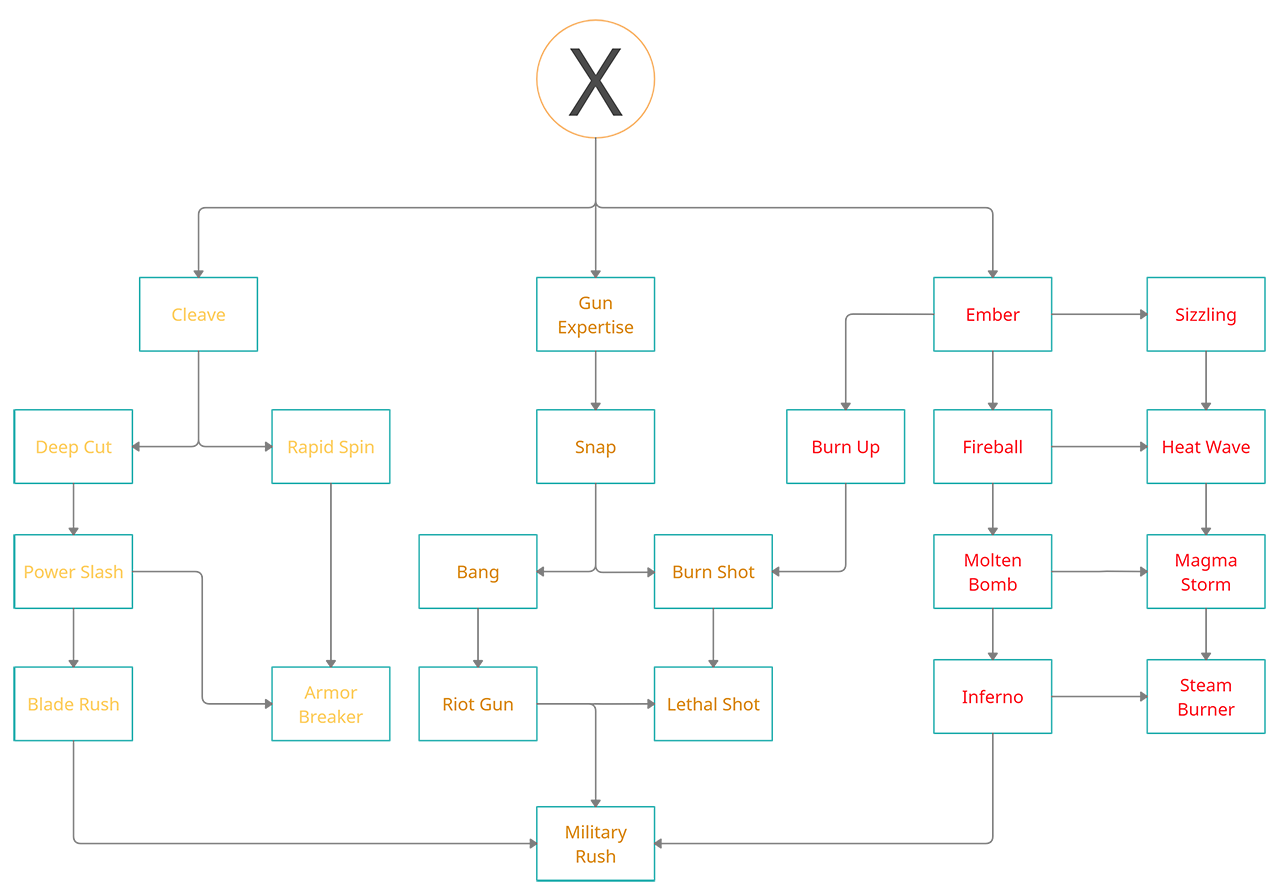 X
Cleave
Gun
Expertise
Ember
Sizzling
Deep Cut
Rapid Spin
Snap
Burn Up
Fireball
Heat Wave
Power Slash
Bang
Burn Shot
Molten
Bomb
Magma
Storm
Blade Rush
Armor
Breaker
Riot Gun
Lethal Shot
Inferno
Steam
Burner
Military
Rush